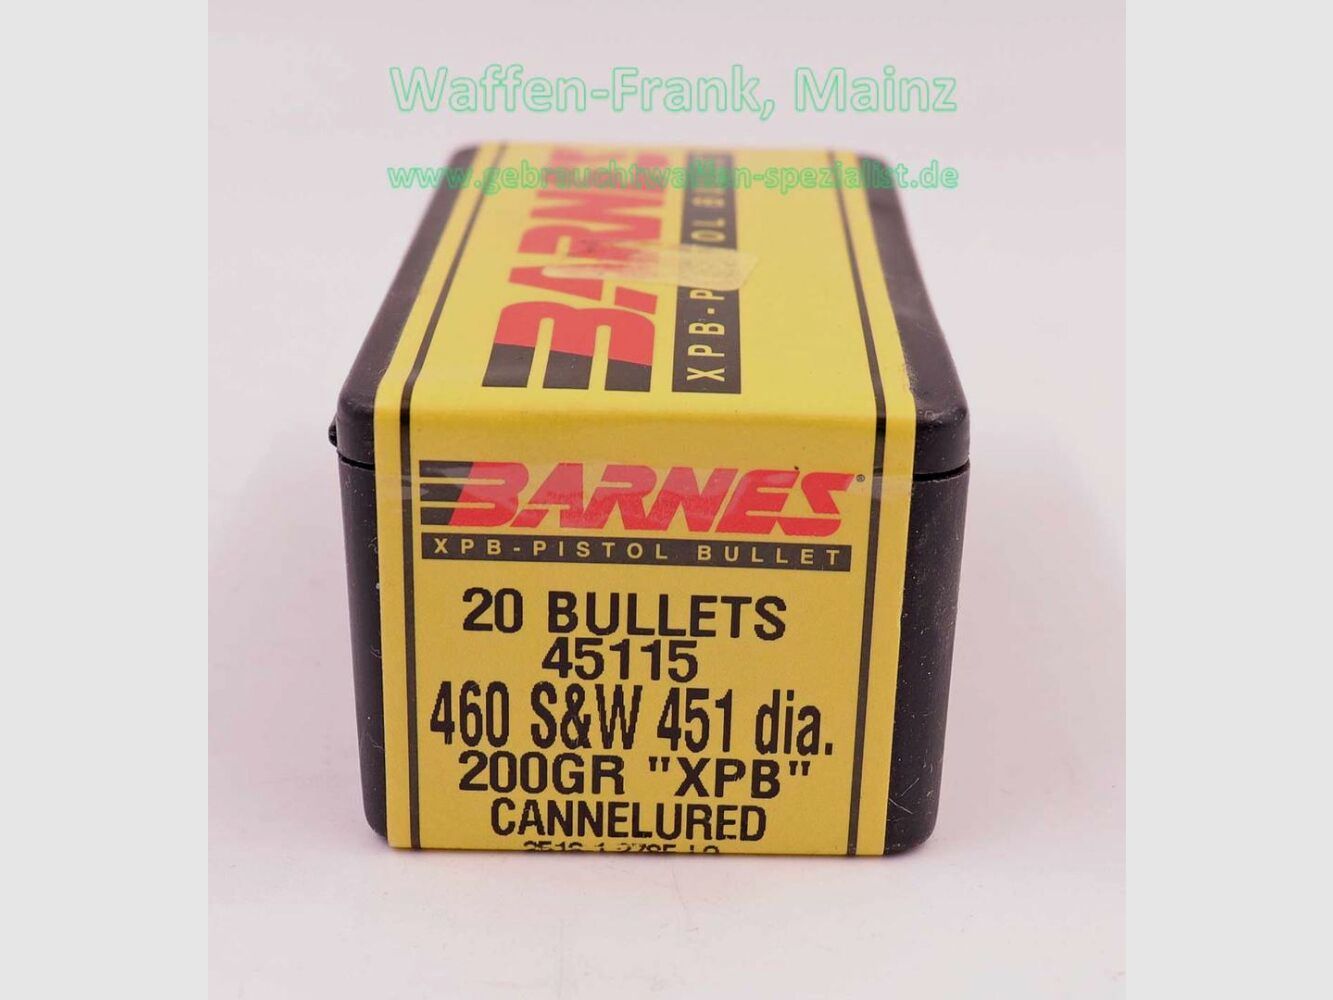 Waffen-Frank, Mainz
www.gebrauchtwaffen-spezialist.de
BARNES
XPB-PISTOL
BARNES®
XPB-PISTOL BULLET
20 BULLETS
45115
460 S&W 451 dia.
200GR "XPB"
CANNELURED